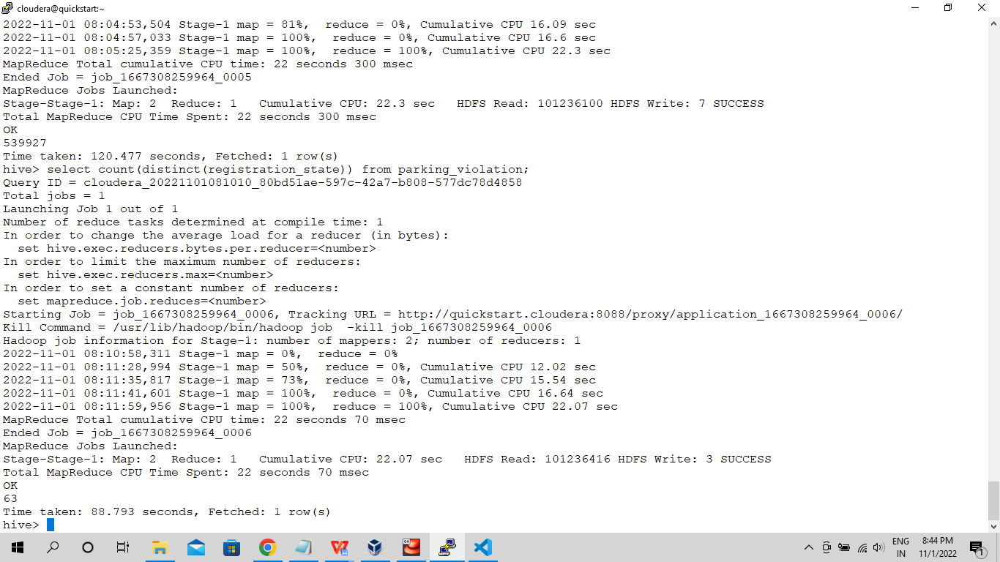 cloudera@quickstart:~
2022-11-01 08:04:53,504 Stage-1 map = 81%,  reduce = 0%, Cumulative CPU 16.09 sec
2022-11-01 08:04:57,033 Stage-1 map = 100%,  reduce = 0%, Cumulative CPU 16.6 sec
2022-11-01 08:05:25,359 Stage-1 map = 100%,  reduce = 100%, Cumulative CPU 22.3 sec
MapReduce Total cumulative CPU time: 22 seconds 300 msec
Ended Job = job_1667308259964_0005
MapReduce Jobs Launched:
Stage-Stage-1: Map: 2  Reduce: 1   Cumulative CPU: 22.3 sec   HDFS Read: 101236100 HDFS Write: 7 SUCCESS
Total MapReduce CPU Time Spent: 22 seconds 300 msec
OK
539927
Time taken: 120.477 seconds, Fetched: 1 row(s)
hive> select count(distinct(registration_state)) from parking_violation;
Query ID = cloudera_20221101081010_80bd51ae-597c-42a7-b808-577dc78d4858
Total jobs = 1
Launching Job 1 out of 1
Number of reduce tasks determined at compile time: 1
In order to change the average load for a reducer (in bytes):
  set hive.exec.reducers.bytes.per.reducer=<number>
In order to limit the maximum number of reducers:
  set hive.exec.reducers.max=<number>
In order to set a constant number of reducers:
  set mapreduce.job.reduces=<number>
Starting Job = job_1667308259964_0006, Tracking URL = http://quickstart.cloudera:8088/proxy/application_1667308259964_0006/
Kill Command = /usr/lib/hadoop/bin/hadoop job  -kill job_1667308259964_0006
Hadoop job information for Stage-1: number of mappers: 2; number of reducers: 1
2022-11-01 08:10:58,311 Stage-1 map = 0%,  reduce = 0%
2022-11-01 08:11:28,994 Stage-1 map = 50%,  reduce = 0%, Cumulative CPU 12.02 sec
2022-11-01 08:11:35,817 Stage-1 map = 73%,  reduce = 0%, Cumulative CPU 15.54 sec
2022-11-01 08:11:41,601 Stage-1 map = 100%,  reduce = 0%, Cumulative CPU 16.64 sec
2022-11-01 08:11:59,956 Stage-1 map = 100%,  reduce = 100%, Cumulative CPU 22.07 sec
MapReduce Total cumulative CPU time: 22 seconds 70 msec
Ended Job = job_1667308259964_0006
MapReduce Jobs Launched:
Stage-Stage-1: Map: 2  Reduce: 1   Cumulative CPU: 22.07 sec   HDFS Read: 101236416 HDFS Write: 3 SUCCESS
Total MapReduce CPU Time Spent: 22 seconds 70 msec
OK
63
Time taken: 88.793 seconds, Fetched: 1 row(s)
hive>
64
ENG
IN
8:44 PM
11/1/2022
1